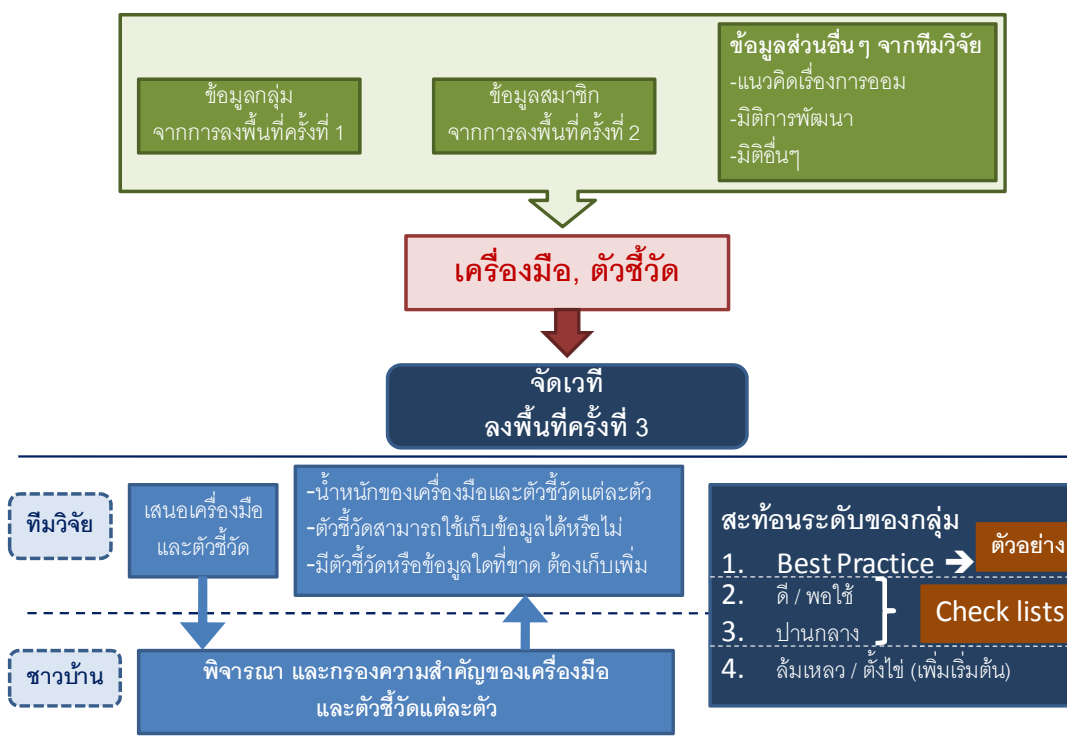 ข้อมูลกลุ่ม
จากการลงพื้นที่ครั้งที่ 1
ข้อมูลสมาชิก
จากการลงพื้นที่ครั้งที่ 2
ข้อมูลส่วนอื่น ๆ จากทีมวิจัย
-แนวคิดเรื่องการออม
-มิติการพัฒนา
-มิติอื่นๆ
เครื่องมือ, ตัวชี้วัด
จัดเวที
ลงพื้นที่ครั้งที่ 3
ทีมวิจัย
เสนอเครื่องมือ
และตัวชี้วัด
-น้ำหนักของเครื่องมือและตัวชี้วัดแต่ละตัว
-ตัวชี้วัดสามารถใช้เก็บข้อมูลได้หรือไม่
-มีตัวชี้วัดหรือข้อมูลใดที่ขาด ต้องเก็บเพิ่ม
ชาวบ้าน
พิจารณา และกรองความสำคัญของเครื่องมือ
และตัวชี้วัดแต่ละตัว
สะท้อนระดับของกลุ่ม
1. Best Practice ➔ ตัวอย่าง
2. ดี / พอใช้
3. ปานกลาง
Check lists
4. ล้มเหลว / ตั้งไข่ (เพิ่มเริ่มต้น)